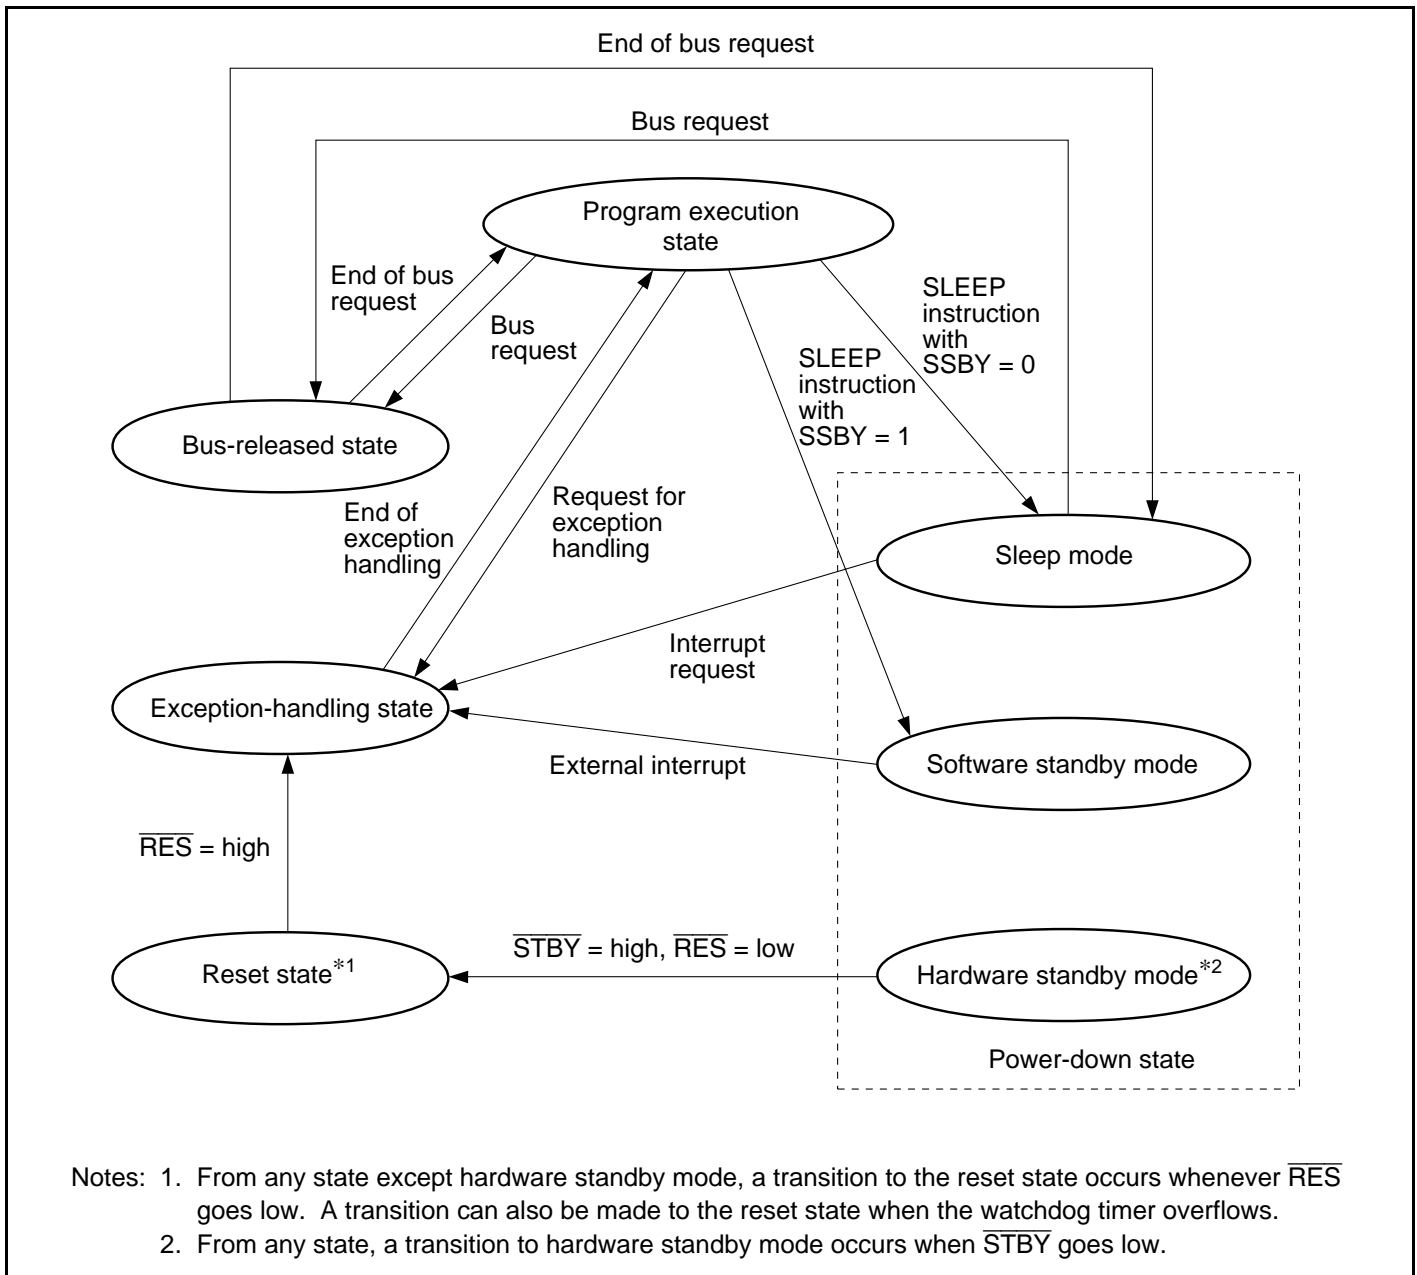 End of bus request
Bus request
Program execution
state
End of bus
request
Bus
request
SLEEP
instruction
with
SSBY = 0
SLEEP
instruction
with
SSBY = 1
Bus-released state
End of
exception
handling
Request for
exception
handling
Sleep mode
Interrupt
request
Exception-handling state
External interrupt
Software standby mode
R̅E̅S̅ = high
S̅T̅B̅Y̅ = high, R̅E̅S̅ = low
Reset state*1
Hardware standby mode*2
Power-down state
Notes: 1. From any state except hardware standby mode, a transition to the reset state occurs whenever R̅E̅S̅
goes low. A transition can also be made to the reset state when the watchdog timer overflows.
2. From any state, a transition to hardware standby mode occurs when S̅T̅B̅Y̅ goes low.